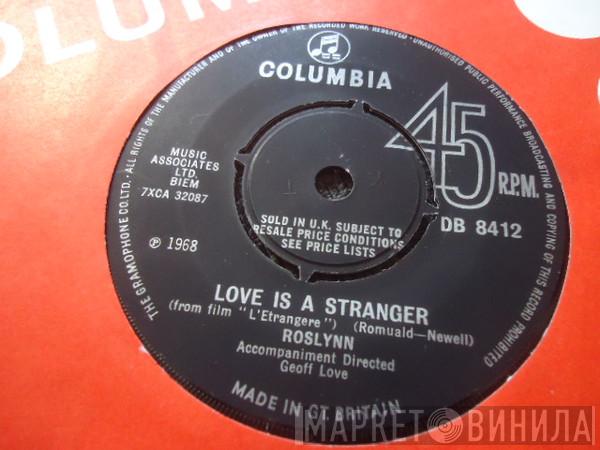 COLUMBIA
45
R.P.M.
DB 8412
MUSIC
ASSOCIATES
LTD.
BIEM
7XCA 32087
℗ 1968
SOLD IN U.K. SUBJECT TO
RESALE PRICE CONDITIONS
SEE PRICE LISTS
LOVE IS A STRANGER
(from film "L'Etrangere") (Romuald—Newell)
ROSLYNN
Accompaniment Directed
Geoff Love
MADE IN GT. BRITAIN
THE GRAMOPHONE CO. LTD. · ALL RIGHTS OF THE MANUFACTURER AND OF THE OWNER OF THE RECORDED WORK RESERVED · UNAUTHORISED PUBLIC PERFORMANCE BROADCASTING AND COPYING OF THIS RECORD PROHIBITED
МАРКЕТ ВИНИЛА